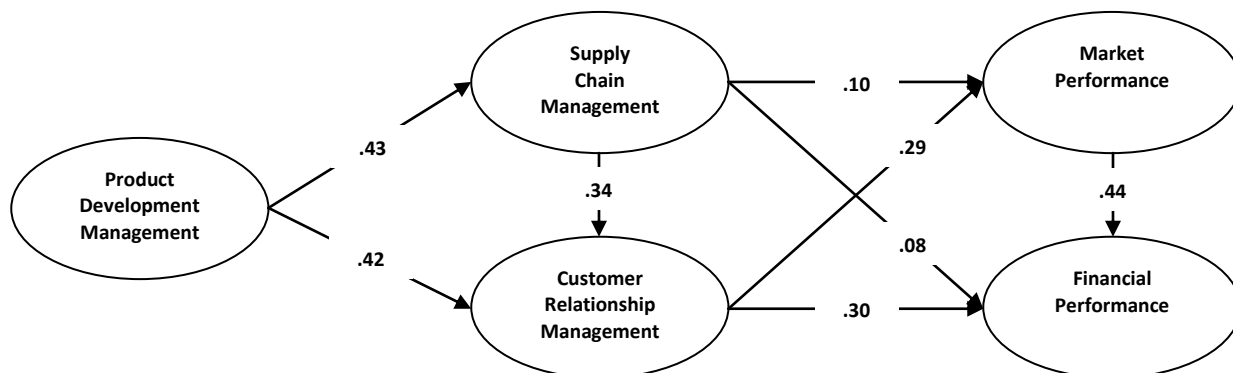 Supply
Chain
Management
Market
Performance
.10
.43
.29
Product
Development
Management
.34
.44
.42
.08
Customer
Relationship
Management
.30
Financial
Performance